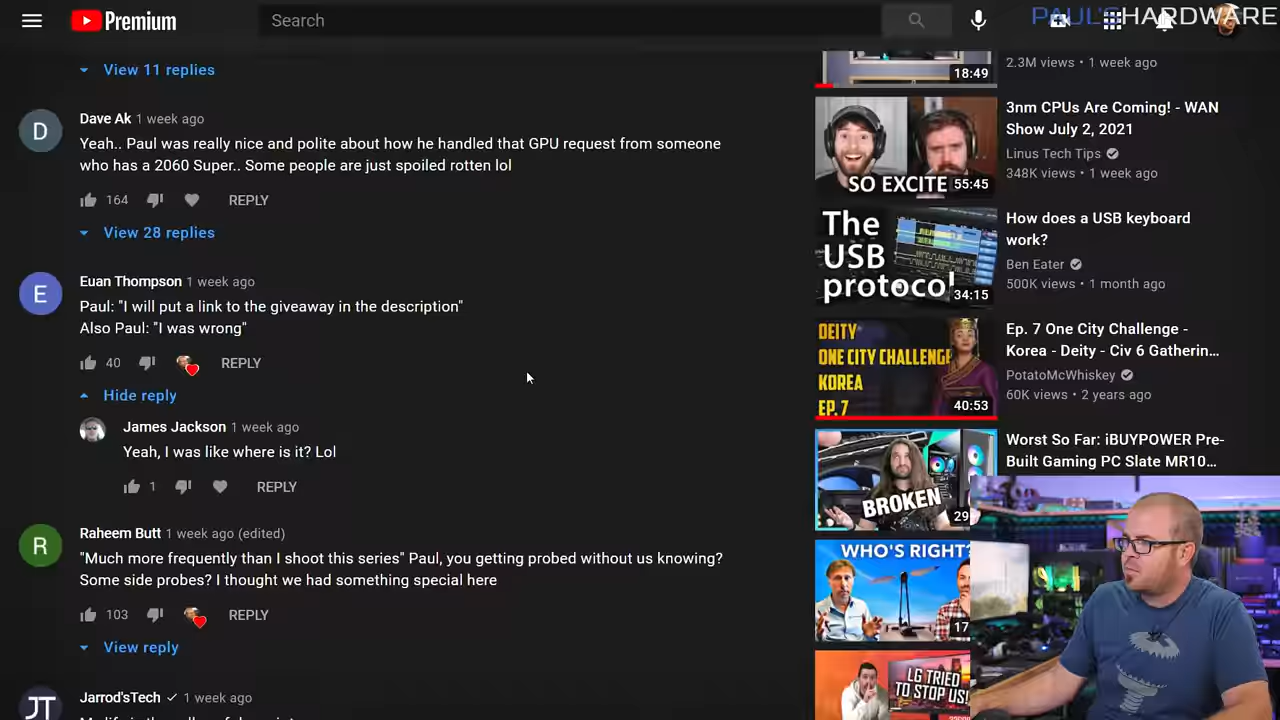 Premium
Search
PAUL'SHARDWARE
View 11 replies
D
Dave Ak 1 week ago
Yeah.. Paul was really nice and polite about how he handled that GPU request from someone
who has a 2060 Super.. Some people are just spoiled rotten lol
164 REPLY
View 28 replies
E
Euan Thompson 1 week ago
Paul: "I will put a link to the giveaway in the description"
Also Paul: "I was wrong"
40 REPLY
Hide reply
James Jackson 1 week ago
Yeah, I was like where is it? Lol
1 REPLY
R
Raheem Butt 1 week ago (edited)
"Much more frequently than I shoot this series" Paul, you getting probed without us knowing?
Some side probes? I thought we had something special here
103 REPLY
View reply
JT
Jarrod'sTech 1 week ago
18:49
2.3M views • 1 week ago
SO EXCITE 55:45
3nm CPUs Are Coming! - WAN
Show July 2, 2021
Linus Tech Tips
348K views • 1 week ago
The
USB
protocol
34:15
How does a USB keyboard
work?
Ben Eater
500K views • 1 month ago
DEITY
ONE CITY CHALLENGE
KOREA
EP. 7
40:53
Ep. 7 One City Challenge -
Korea - Deity - Civ 6 Gatherin...
PotatoMcWhiskey
60K views • 2 years ago
BROKEN
29
Worst So Far: iBUYPOWER Pre-
Built Gaming PC Slate MR10...
WHO'S RIGHT?
17
LG TRIED
TO STOP US!